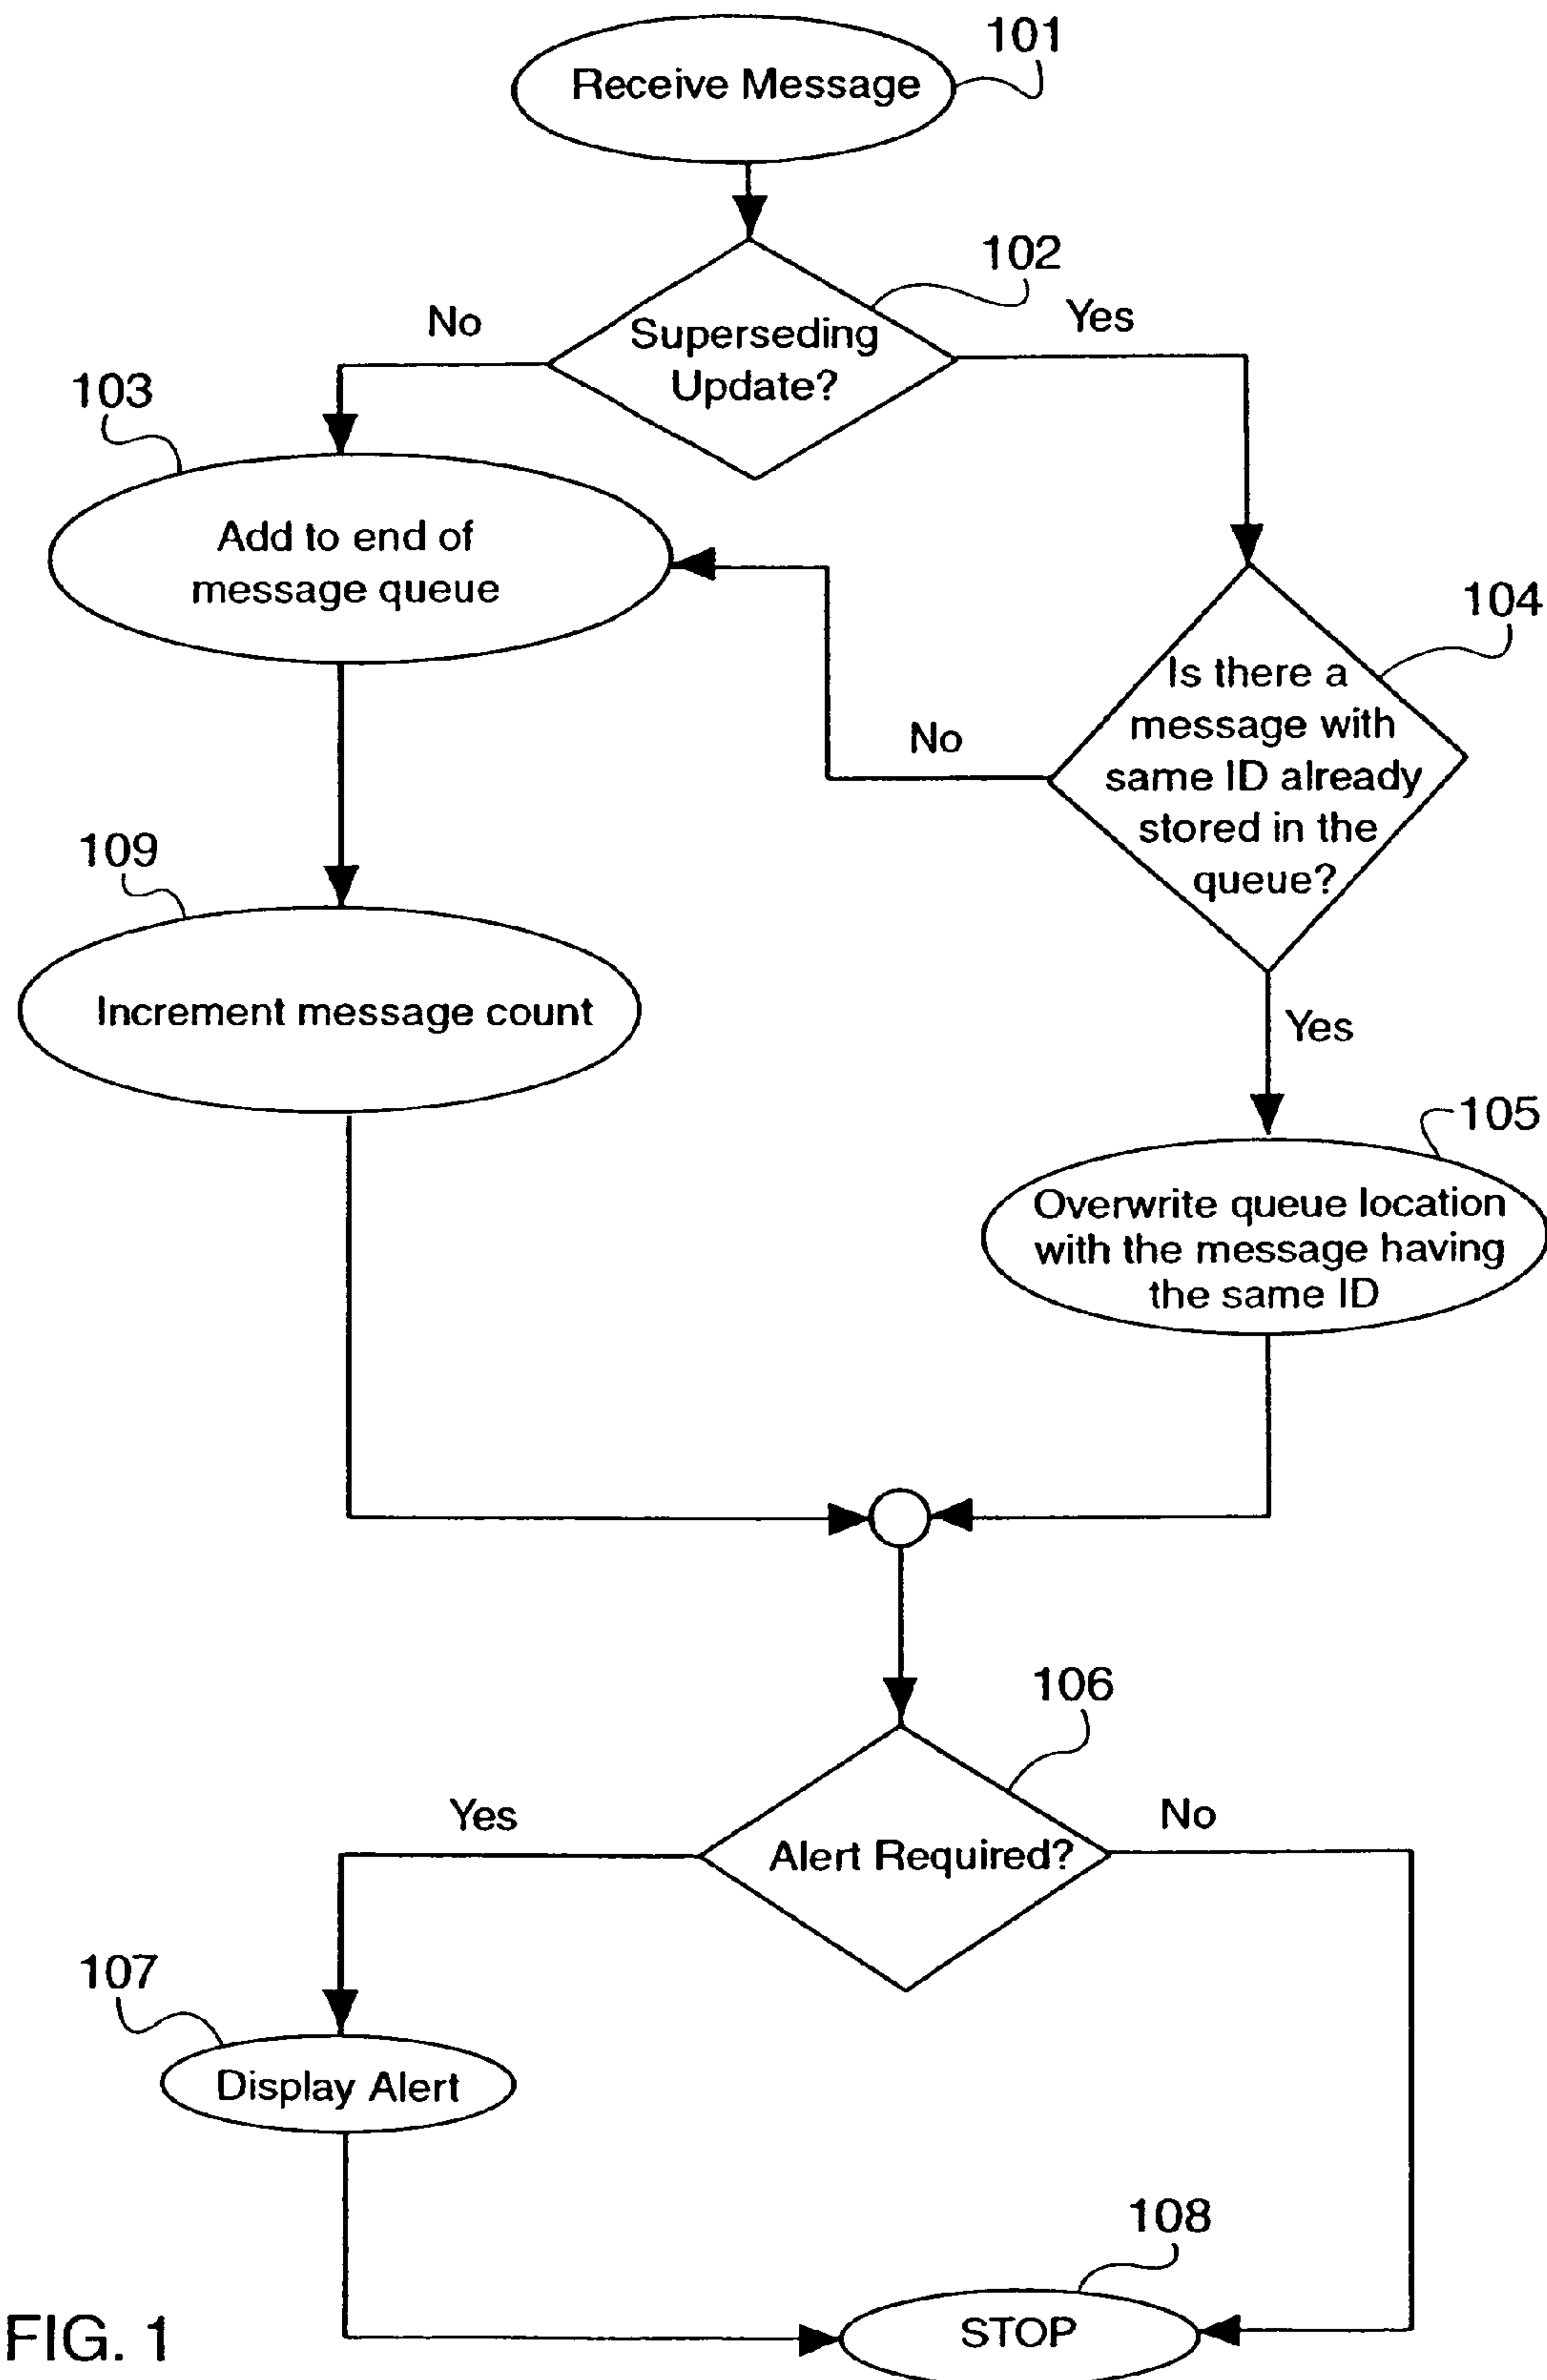 101
Receive Message
102
No
Yes
Superseding
Update?
103
Add to end of
message queue
104
Is there a
message with
same ID already
stored in the
queue?
No
109
Increment message count
Yes
105
Overwrite queue location
with the message having
the same ID
106
Yes
No
Alert Required?
107
Display Alert
108
STOP
FIG. 1